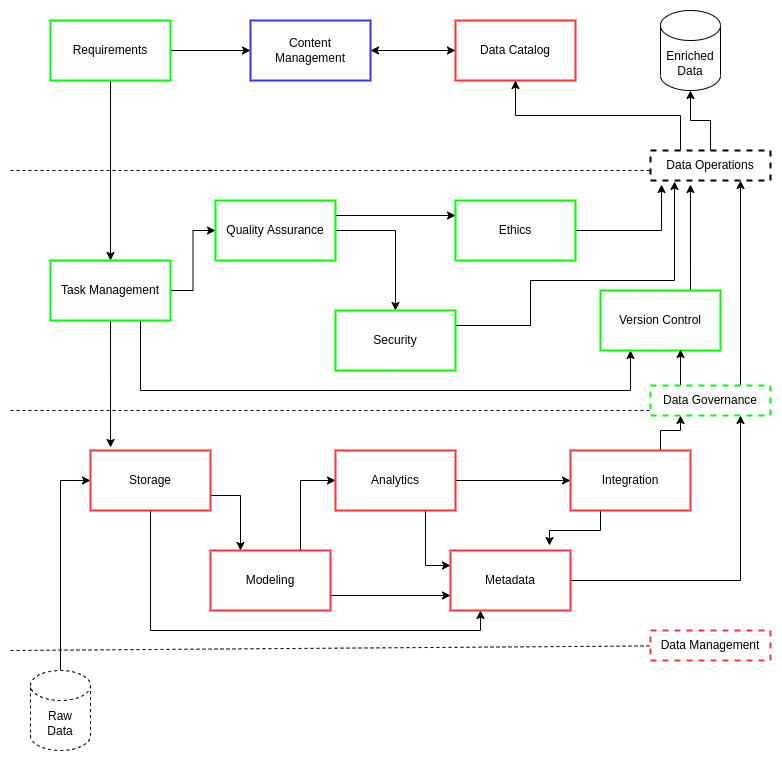 Requirements
Content
Management
Data Catalog
Enriched
Data
Data Operations
Quality Assurance
Ethics
Task Management
Security
Version Control
Data Governance
Storage
Analytics
Integration
Modeling
Metadata
Data Management
Raw
Data